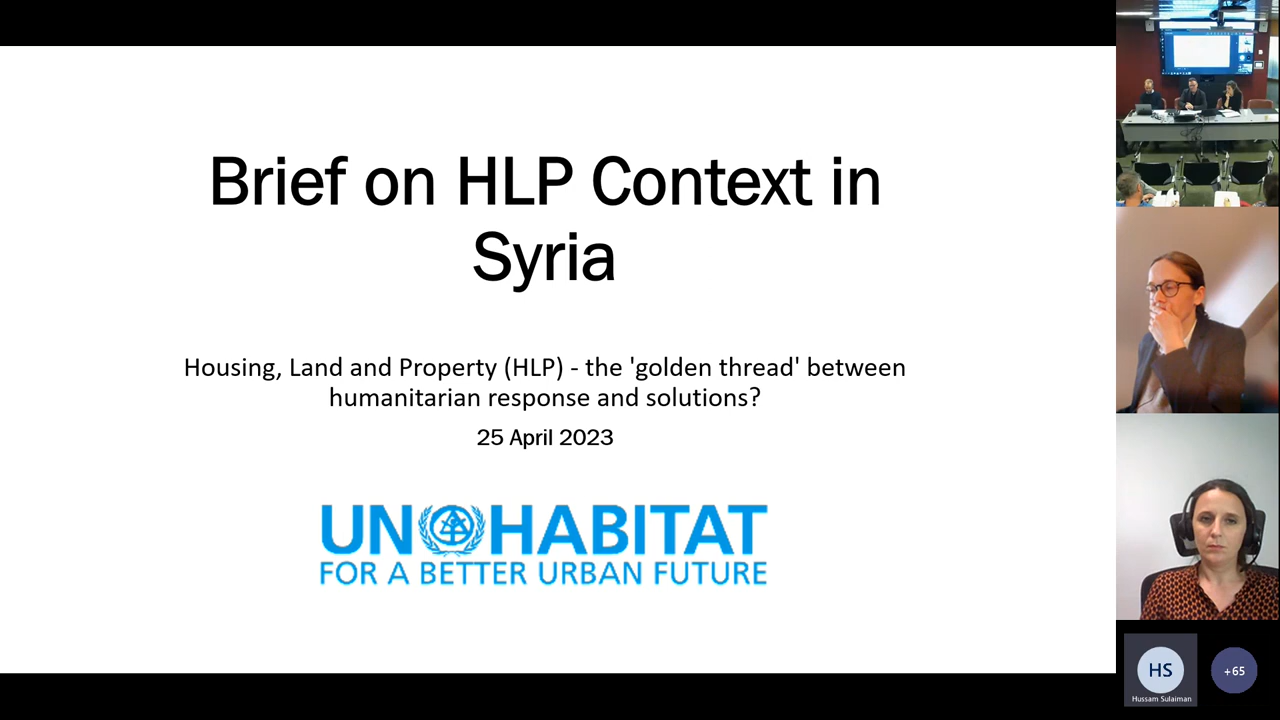 Brief on HLP Context in
Syria
Housing, Land and Property (HLP) - the 'golden thread' between
humanitarian response and solutions?
25 April 2023
UN HABITAT
FOR A BETTER URBAN FUTURE
HS
Hussam Sulaiman
+65